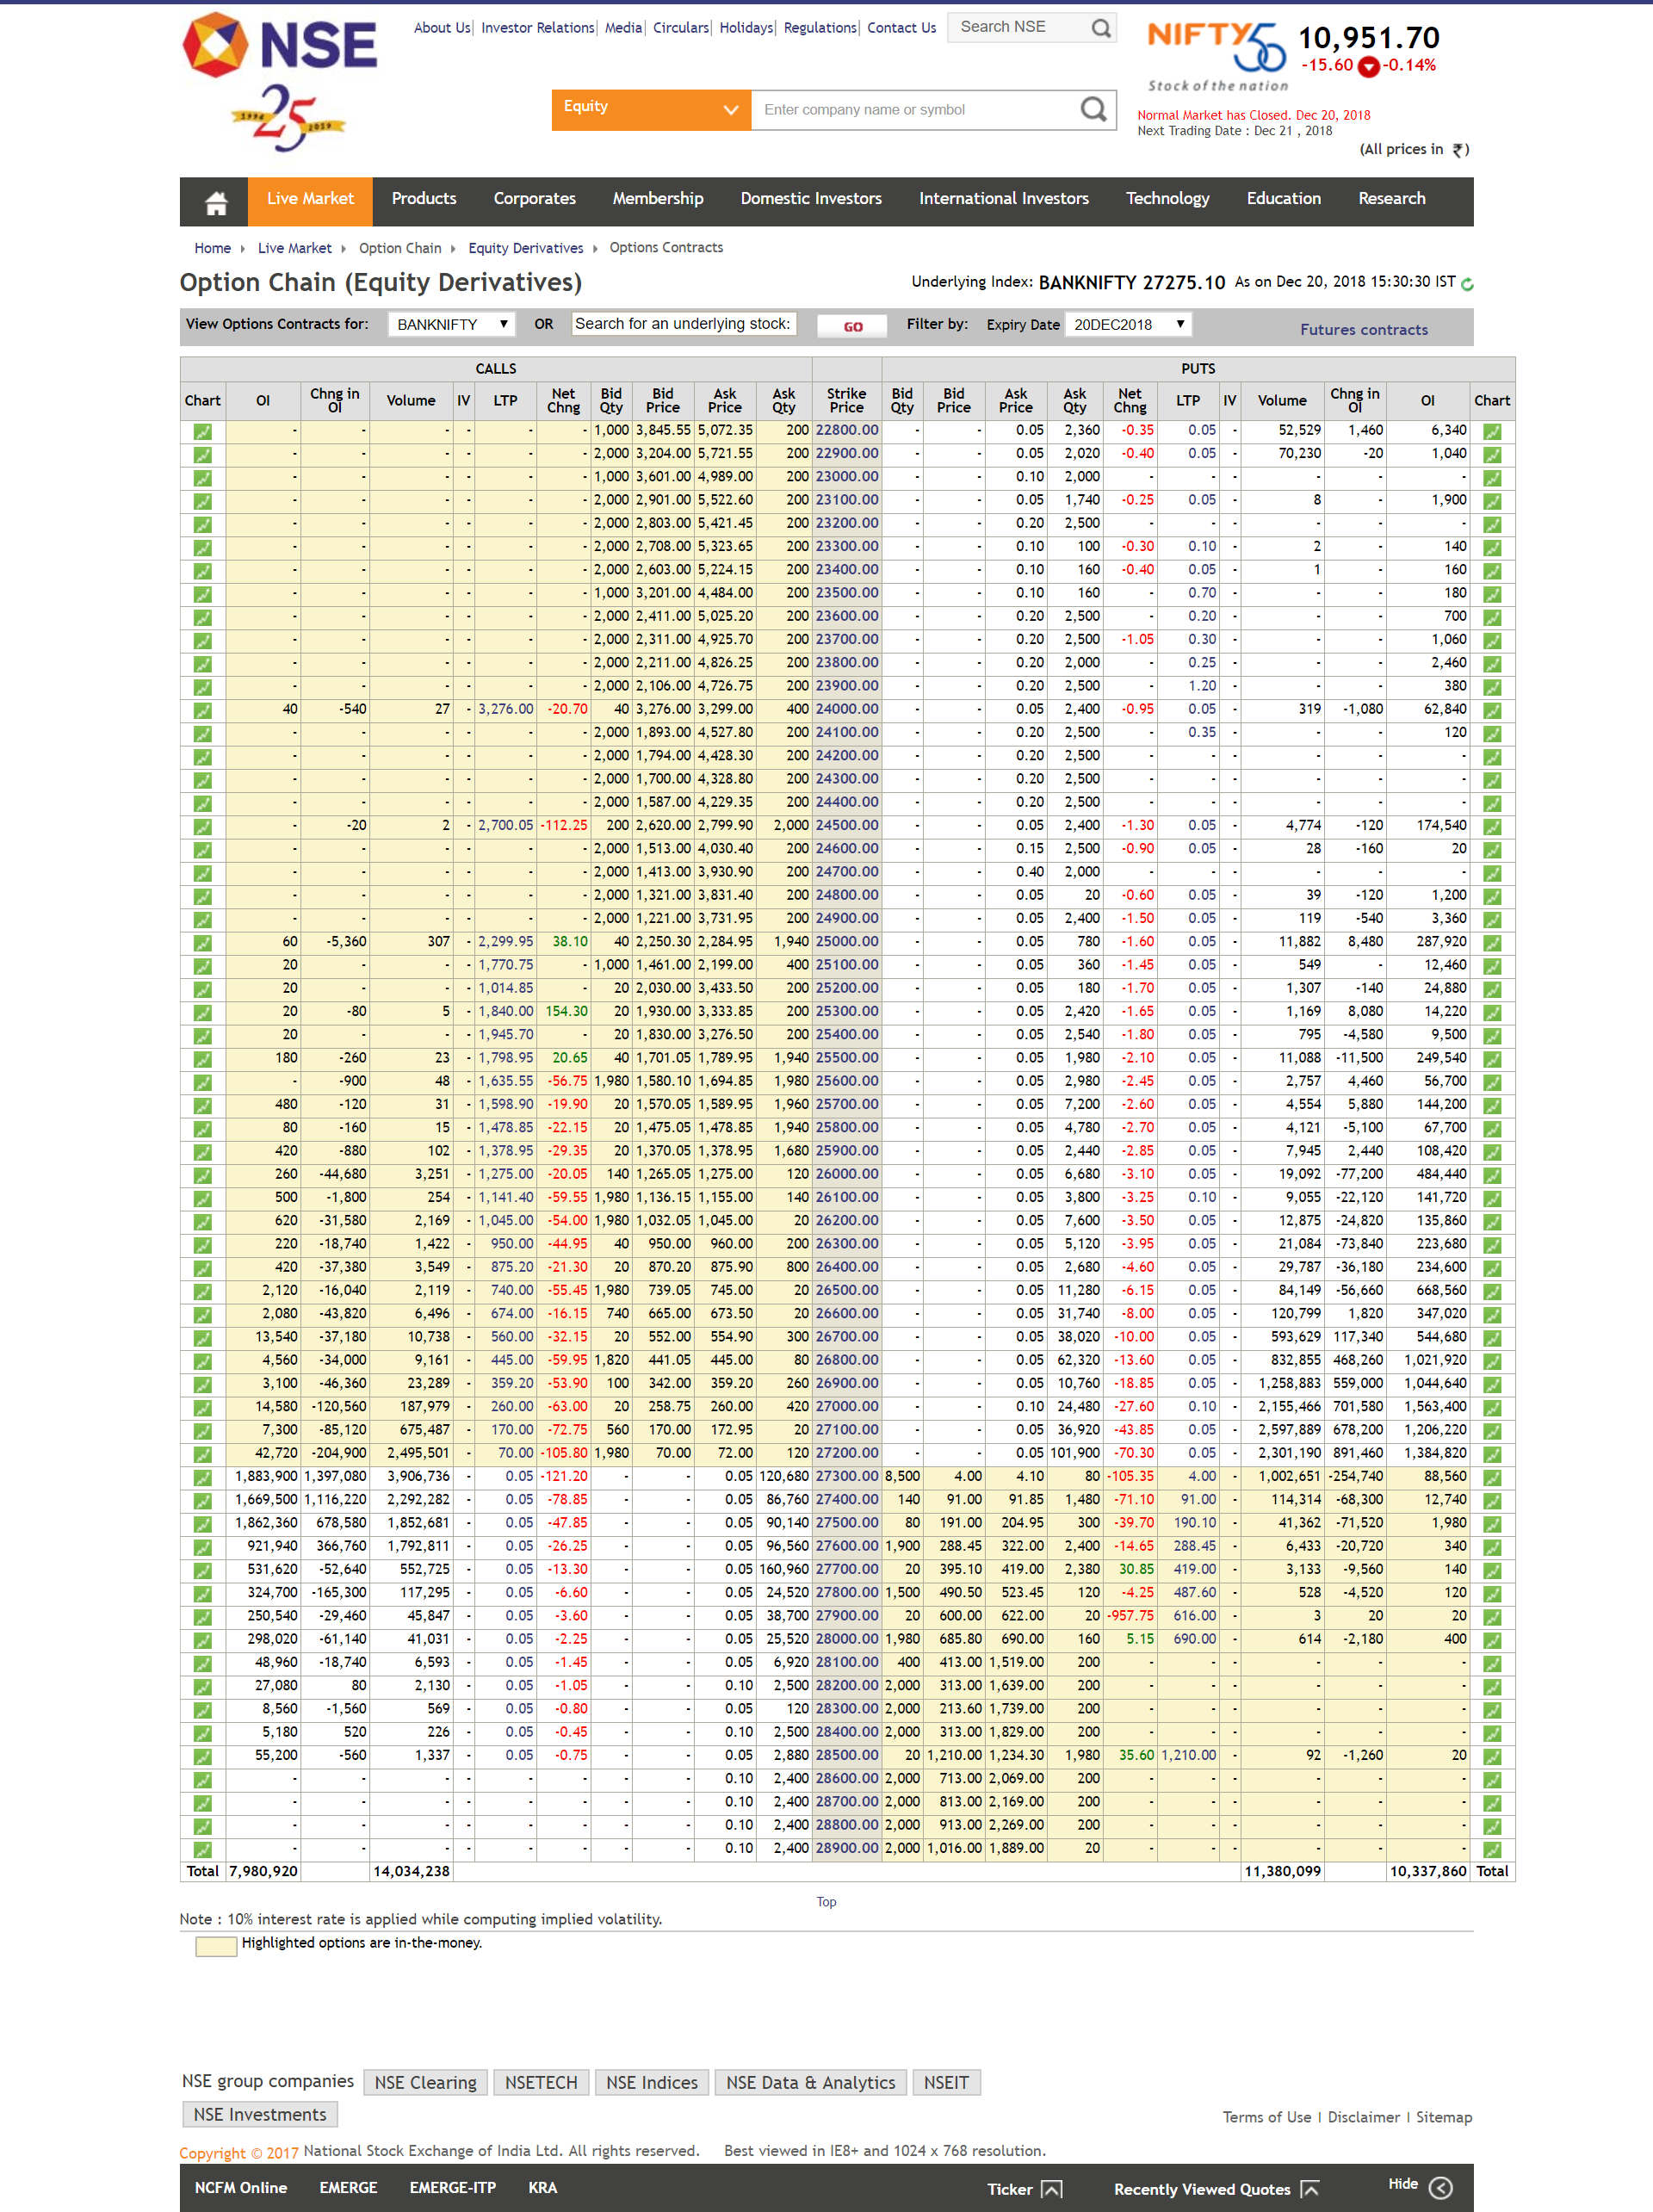 About Us| Investor Relations| Media| Circulars| Holidays| Regulations| Contact Us Search NSE
NSE
1994 25 2019
NIFTY50 10,951.70
-15.60 -0.14%
Stock of the nation
Equity Enter company name or symbol
Normal Market has Closed. Dec 20, 2018
Next Trading Date : Dec 21 , 2018
(All prices in ₹)
Live Market Products Corporates Membership Domestic Investors International Investors Technology Education Research
Home Live Market Option Chain Equity Derivatives Options Contracts
Option Chain (Equity Derivatives) Underlying Index: BANKNIFTY 27275.10 As on Dec 20, 2018 15:30:30 IST
View Options Contracts for: BANKNIFTY OR Search for an underlying stock: GO Filter by: Expiry Date 20DEC2018 Futures contracts
CALLS PUTS
Chart OI Chng in OI Volume IV LTP Net Chng Bid Qty Bid Price Ask Price Ask Qty Strike Price Bid Qty Bid Price Ask Price Ask Qty Net Chng LTP IV Volume Chng in OI OI Chart
- - - - - - 1,000 3,845.55 5,072.35 200 22800.00 - - 0.05 2,360 -0.35 0.05 - 52,529 1,460 6,340
- - - - - - 2,000 3,204.00 5,721.55 200 22900.00 - - 0.05 2,020 -0.40 0.05 - 70,230 -20 1,040
- - - - - - 1,000 3,601.00 4,989.00 200 23000.00 - - 0.10 2,000 - - - - - -
- - - - - - 2,000 2,901.00 5,522.60 200 23100.00 - - 0.05 1,740 -0.25 0.05 - 8 - 1,900
- - - - - - 2,000 2,803.00 5,421.45 200 23200.00 - - 0.20 2,500 - - - - - -
- - - - - - 2,000 2,708.00 5,323.65 200 23300.00 - - 0.10 100 -0.30 0.10 - 2 - 140
- - - - - - 2,000 2,603.00 5,224.15 200 23400.00 - - 0.10 160 -0.40 0.05 - 1 - 160
- - - - - - 1,000 3,201.00 4,484.00 200 23500.00 - - 0.10 160 - 0.70 - - - 180
- - - - - - 2,000 2,411.00 5,025.20 200 23600.00 - - 0.20 2,500 - 0.20 - - - 700
- - - - - - 2,000 2,311.00 4,925.70 200 23700.00 - - 0.20 2,500 -1.05 0.30 - - - 1,060
- - - - - - 2,000 2,211.00 4,826.25 200 23800.00 - - 0.20 2,000 - 0.25 - - - 2,460
- - - - - - 2,000 2,106.00 4,726.75 200 23900.00 - - 0.20 2,500 - 1.20 - - - 380
40 -540 27 - 3,276.00 -20.70 40 3,276.00 3,299.00 400 24000.00 - - 0.05 2,400 -0.95 0.05 - 319 -1,080 62,840
- - - - - - 2,000 1,893.00 4,527.80 200 24100.00 - - 0.20 2,500 - 0.35 - - - 120
- - - - - - 2,000 1,794.00 4,428.30 200 24200.00 - - 0.20 2,500 - - - - - -
- - - - - - 2,000 1,700.00 4,328.80 200 24300.00 - - 0.20 2,500 - - - - - -
- - - - - - 2,000 1,587.00 4,229.35 200 24400.00 - - 0.20 2,500 - - - - - -
- -20 2 - 2,700.05 -112.25 200 2,620.00 2,799.90 2,000 24500.00 - - 0.05 2,400 -1.30 0.05 - 4,774 -120 174,540
- - - - - - 2,000 1,513.00 4,030.40 200 24600.00 - - 0.15 2,500 -0.90 0.05 - 28 -160 20
- - - - - - 2,000 1,413.00 3,930.90 200 24700.00 - - 0.40 2,000 - - - - - -
- - - - - - 2,000 1,321.00 3,831.40 200 24800.00 - - 0.05 20 -0.60 0.05 - 39 -120 1,200
- - - - - - 2,000 1,221.00 3,731.95 200 24900.00 - - 0.05 2,400 -1.50 0.05 - 119 -540 3,360
60 -5,360 307 - 2,299.95 38.10 40 2,250.30 2,284.95 1,940 25000.00 - - 0.05 780 -1.60 0.05 - 11,882 8,480 287,920
20 - - - 1,770.75 - 1,000 1,461.00 2,199.00 400 25100.00 - - 0.05 360 -1.45 0.05 - 549 - 12,460
20 - - - 1,014.85 - 20 2,030.00 3,433.50 200 25200.00 - - 0.05 180 -1.70 0.05 - 1,307 -140 24,880
20 -80 5 - 1,840.00 154.30 20 1,930.00 3,333.85 200 25300.00 - - 0.05 2,420 -1.65 0.05 - 1,169 8,080 14,220
20 - - - 1,945.70 - 20 1,830.00 3,276.50 200 25400.00 - - 0.05 2,540 -1.80 0.05 - 795 -4,580 9,500
180 -260 23 - 1,798.95 20.65 40 1,701.05 1,789.95 1,940 25500.00 - - 0.05 1,980 -2.10 0.05 - 11,088 -11,500 249,540
- -900 48 - 1,635.55 -56.75 1,980 1,580.10 1,694.85 1,980 25600.00 - - 0.05 2,980 -2.45 0.05 - 2,757 4,460 56,700
480 -120 31 - 1,598.90 -19.90 20 1,570.05 1,589.95 1,960 25700.00 - - 0.05 7,200 -2.60 0.05 - 4,554 5,880 144,200
80 -160 15 - 1,478.85 -22.15 20 1,475.05 1,478.85 1,940 25800.00 - - 0.05 4,780 -2.70 0.05 - 4,121 -5,100 67,700
420 -880 102 - 1,378.95 -29.35 20 1,370.05 1,378.95 1,680 25900.00 - - 0.05 2,440 -2.85 0.05 - 7,945 2,440 108,420
260 -44,680 3,251 - 1,275.00 -20.05 140 1,265.05 1,275.00 120 26000.00 - - 0.05 6,680 -3.10 0.05 - 19,092 -77,200 484,440
500 -1,800 254 - 1,141.40 -59.55 1,980 1,136.15 1,155.00 140 26100.00 - - 0.05 3,800 -3.25 0.10 - 9,055 -22,120 141,720
620 -31,580 2,169 - 1,045.00 -54.00 1,980 1,032.05 1,045.00 20 26200.00 - - 0.05 7,600 -3.50 0.05 - 12,875 -24,820 135,860
220 -18,740 1,422 - 950.00 -44.95 40 950.00 960.00 200 26300.00 - - 0.05 5,120 -3.95 0.05 - 21,084 -73,840 223,680
420 -37,380 3,549 - 875.20 -21.30 20 870.20 875.90 800 26400.00 - - 0.05 2,680 -4.60 0.05 - 29,787 -36,180 234,600
2,120 -16,040 2,119 - 740.00 -55.45 1,980 739.05 745.00 20 26500.00 - - 0.05 11,280 -6.15 0.05 - 84,149 -56,660 668,560
2,080 -43,820 6,496 - 674.00 -16.15 740 665.00 673.50 20 26600.00 - - 0.05 31,740 -8.00 0.05 - 120,799 1,820 347,020
13,540 -37,180 10,738 - 560.00 -32.15 20 552.00 554.90 300 26700.00 - - 0.05 38,020 -10.00 0.05 - 593,629 117,340 544,680
4,560 -34,000 9,161 - 445.00 -59.95 1,820 441.05 445.00 80 26800.00 - - 0.05 62,320 -13.60 0.05 - 832,855 468,260 1,021,920
3,100 -46,360 23,289 - 359.20 -53.90 100 342.00 359.20 260 26900.00 - - 0.05 10,760 -18.85 0.05 - 1,258,883 559,000 1,044,640
14,580 -120,560 187,979 - 260.00 -63.00 20 258.75 260.00 420 27000.00 - - 0.10 24,480 -27.60 0.10 - 2,155,466 701,580 1,563,400
7,300 -85,120 675,487 - 170.00 -72.75 560 170.00 172.95 20 27100.00 - - 0.05 36,920 -43.85 0.05 - 2,597,889 678,200 1,206,220
42,720 -204,900 2,495,501 - 70.00 -105.80 1,980 70.00 72.00 120 27200.00 - - 0.05 101,900 -70.30 0.05 - 2,301,190 891,460 1,384,820
1,883,900 1,397,080 3,906,736 - 0.05 -121.20 - - 0.05 120,680 27300.00 8,500 4.00 4.10 80 -105.35 4.00 - 1,002,651 -254,740 88,560
1,669,500 1,116,220 2,292,282 - 0.05 -78.85 - - 0.05 86,760 27400.00 140 91.00 91.85 1,480 -71.10 91.00 - 114,314 -68,300 12,740
1,862,360 678,580 1,852,681 - 0.05 -47.85 - - 0.05 90,140 27500.00 80 191.00 204.95 300 -39.70 190.10 - 41,362 -71,520 1,980
921,940 366,760 1,792,811 - 0.05 -26.25 - - 0.05 96,560 27600.00 1,900 288.45 322.00 2,400 -14.65 288.45 - 6,433 -20,720 340
531,620 -52,640 552,725 - 0.05 -13.30 - - 0.05 160,960 27700.00 20 395.10 419.00 2,380 30.85 419.00 - 3,133 -9,560 140
324,700 -165,300 117,295 - 0.05 -6.60 - - 0.05 24,520 27800.00 1,500 490.50 523.45 120 -4.25 487.60 - 528 -4,520 120
250,540 -29,460 45,847 - 0.05 -3.60 - - 0.05 38,700 27900.00 20 600.00 622.00 20 -957.75 616.00 - 3 20 20
298,020 -61,140 41,031 - 0.05 -2.25 - - 0.05 25,520 28000.00 1,980 685.80 690.00 160 5.15 690.00 - 614 -2,180 400
48,960 -18,740 6,593 - 0.05 -1.45 - - 0.05 6,920 28100.00 400 413.00 1,519.00 200 - - - - - -
27,080 80 2,130 - 0.05 -1.05 - - 0.10 2,500 28200.00 2,000 313.00 1,639.00 200 - - - - - -
8,560 -1,560 569 - 0.05 -0.80 - - 0.05 120 28300.00 2,000 213.60 1,739.00 200 - - - - - -
5,180 520 226 - 0.05 -0.45 - - 0.10 2,500 28400.00 2,000 313.00 1,829.00 200 - - - - - -
55,200 -560 1,337 - 0.05 -0.75 - - 0.05 2,880 28500.00 20 1,210.00 1,234.30 1,980 35.60 1,210.00 - 92 -1,260 20
- - - - - - - - 0.10 2,400 28600.00 2,000 713.00 2,069.00 200 - - - - - -
- - - - - - - - 0.10 2,400 28700.00 2,000 813.00 2,169.00 200 - - - - - -
- - - - - - - - 0.10 2,400 28800.00 2,000 913.00 2,269.00 200 - - - - - -
- - - - - - - - 0.10 2,400 28900.00 2,000 1,016.00 1,889.00 20 - - - - - -
Total 7,980,920 14,034,238 11,380,099 10,337,860 Total
Top
Note : 10% interest rate is applied while computing implied volatility.
Highlighted options are in-the-money.
NSE group companies NSE Clearing NSETECH NSE Indices NSE Data & Analytics NSEIT
NSE Investments
Terms of Use | Disclaimer | Sitemap
Copyright © 2017 National Stock Exchange of India Ltd. All rights reserved. Best viewed in IE8+ and 1024 x 768 resolution.
NCFM Online EMERGE EMERGE-ITP KRA Ticker Recently Viewed Quotes Hide